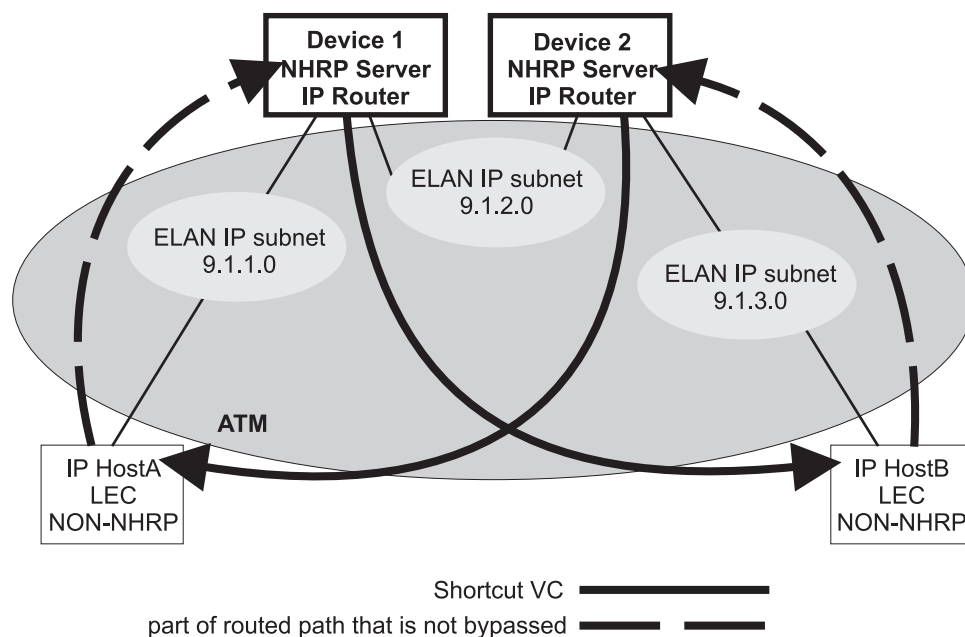 Device 1
NHRP Server
IP Router
Device 2
NHRP Server
IP Router
ELAN IP subnet
9.1.2.0
ELAN IP subnet
9.1.1.0
ELAN IP subnet
9.1.3.0
ATM
IP HostA
LEC
NON-NHRP
IP HostB
LEC
NON-NHRP
Shortcut VC
part of routed path that is not bypassed